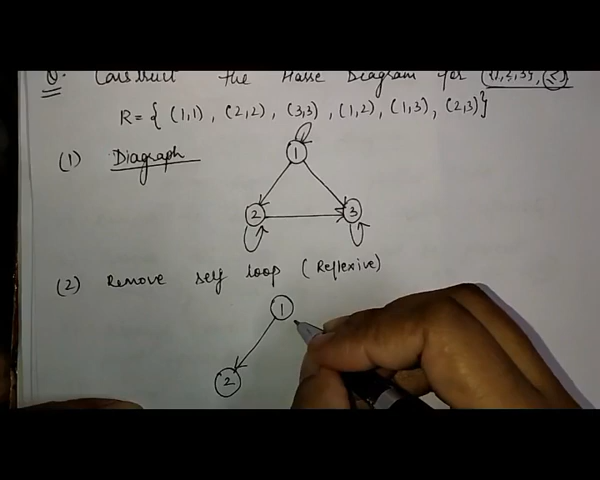 Q. Construct the Hasse Diagram for ({1,2,3}, ≤)
R = { (1,1) , (2,2) , (3,3) , (1,2) , (1,3) , (2,3) }
(1) Diagraph
1
2 3
(2) Remove self loop ( Reflexive)
1
2